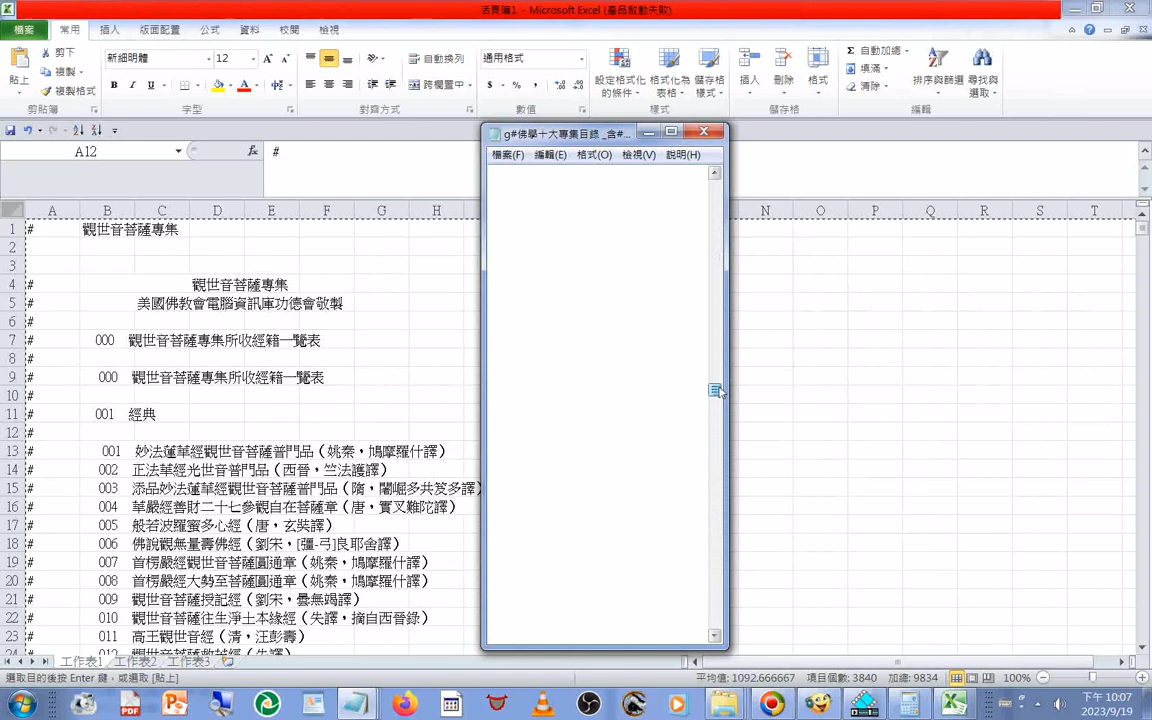 活頁簿1 - Microsoft Excel (產品啟動失敗)
檔案 常用 插入 版面配置 公式 資料 校閱 檢視
貼上 剪下 複製 複製格式 剪貼簿
新細明體 12 B I U A 字型
自動換列 跨欄置中 對齊方式
通用格式 $ % , 數值
設定格式化的條件 格式化為表格 儲存格樣式 樣式
插入 刪除 格式 儲存格
Σ 自動加總 填滿 清除 排序與篩選 尋找與選取 編輯
A12 fx #
A B C D E F G H N O P Q R S T
1 # 觀世音菩薩專集
2
3
4 # 觀世音菩薩專集
5 # 美國佛教會電腦資訊庫功德會敬製
6 #
7 # 000 觀世音菩薩專集所收經籍一覽表
8 #
9 # 000 觀世音菩薩專集所收經籍一覽表
10 #
11 # 001 經典
12 #
13 # 001 妙法蓮華經觀世音菩薩普門品(姚秦,鳩摩羅什譯)
14 # 002 正法華經光世音普門品(西晉,竺法護譯)
15 # 003 添品妙法蓮華經觀世音菩薩普門品(隋,闍崛多共笈多譯)
16 # 004 華嚴經善財二十七參觀自在菩薩章(唐,實叉難陀譯)
17 # 005 般若波羅蜜多心經(唐,玄奘譯)
18 # 006 佛說觀無量壽佛經(劉宋,[畺-弓]良耶舍譯)
19 # 007 首楞嚴經觀世音菩薩圓通章(姚秦,鳩摩羅什譯)
20 # 008 首楞嚴經大勢至菩薩圓通章(姚秦,鳩摩羅什譯)
21 # 009 觀世音菩薩授記經(劉宋,曇無竭譯)
22 # 010 觀世音菩薩往生淨土本緣經(失譯,摘自西晉錄)
23 # 011 高王觀世音經(清,汪彭壽)
24
g#佛學十大專集目錄 _含#...
檔案(F) 編輯(E) 格式(O) 檢視(V) 說明(H)
工作表1 工作表2 工作表3
選取目的後按 Enter 鍵,或選取 [貼上]
平均值: 1092.666667 項目個數: 3840 加總: 9834 100%
下午 10:07
2023/9/19